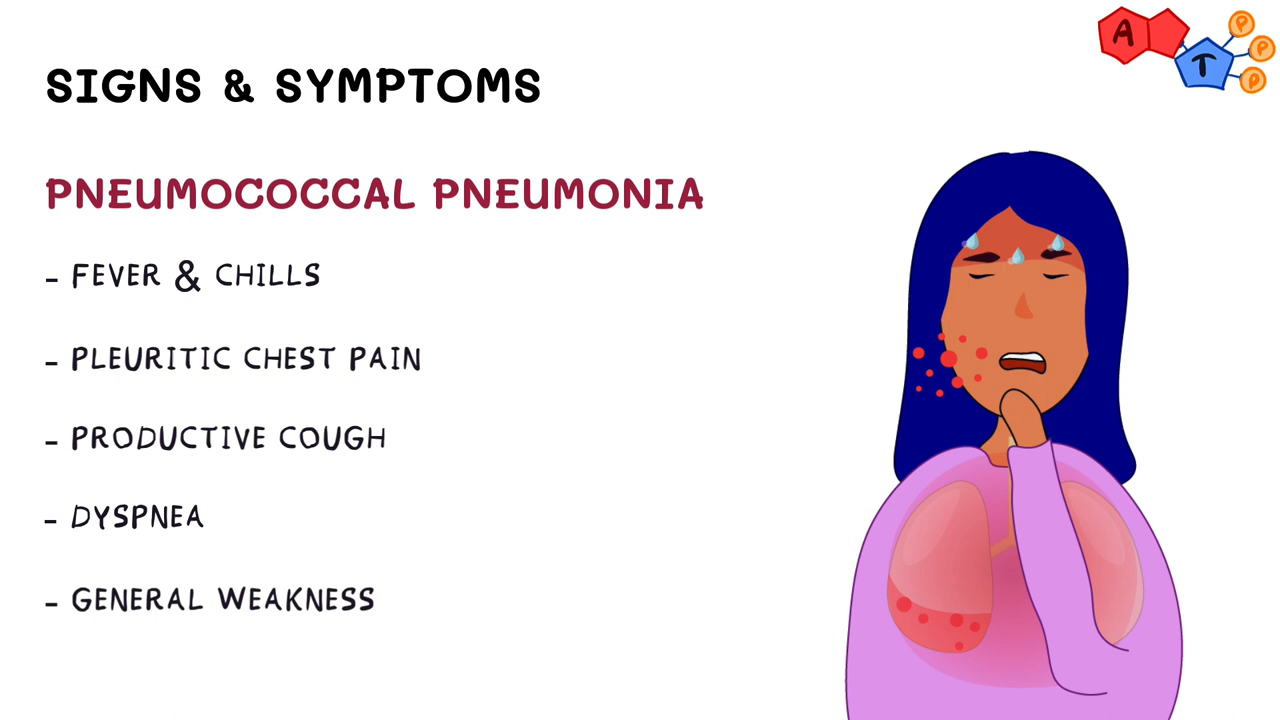 SIGNS & SYMPTOMS
A T P P P
PNEUMOCOCCAL PNEUMONIA
- FEVER & CHILLS
- PLEURITIC CHEST PAIN
- PRODUCTIVE COUGH
- DYSPNEA
- GENERAL WEAKNESS